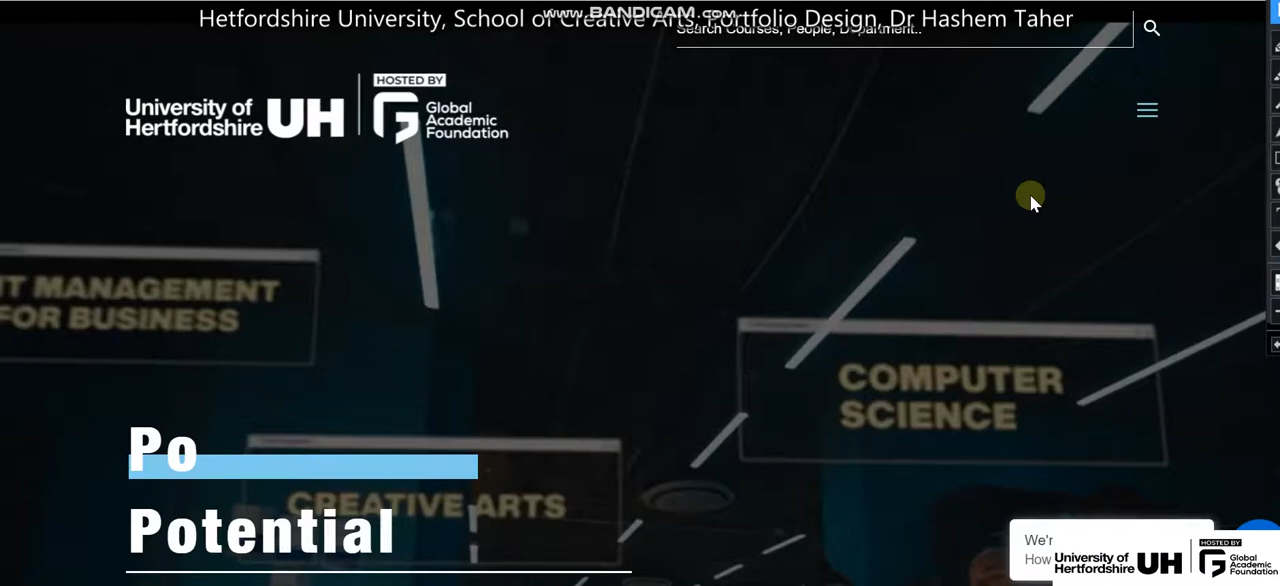 Hetfordshire University, School of Creative Arts, Portfolio Design, Dr Hashem Taher
www.BANDICAM.com
Search Courses, People, Department..
University of
Hertfordshire
UH
HOSTED BY
Global
Academic
Foundation
IT MANAGEMENT
FOR BUSINESS
COMPUTER
SCIENCE
Po
CREATIVE ARTS
Potential
We'r
How
University of
Hertfordshire
UH
HOSTED BY
Global
Academic
Foundation